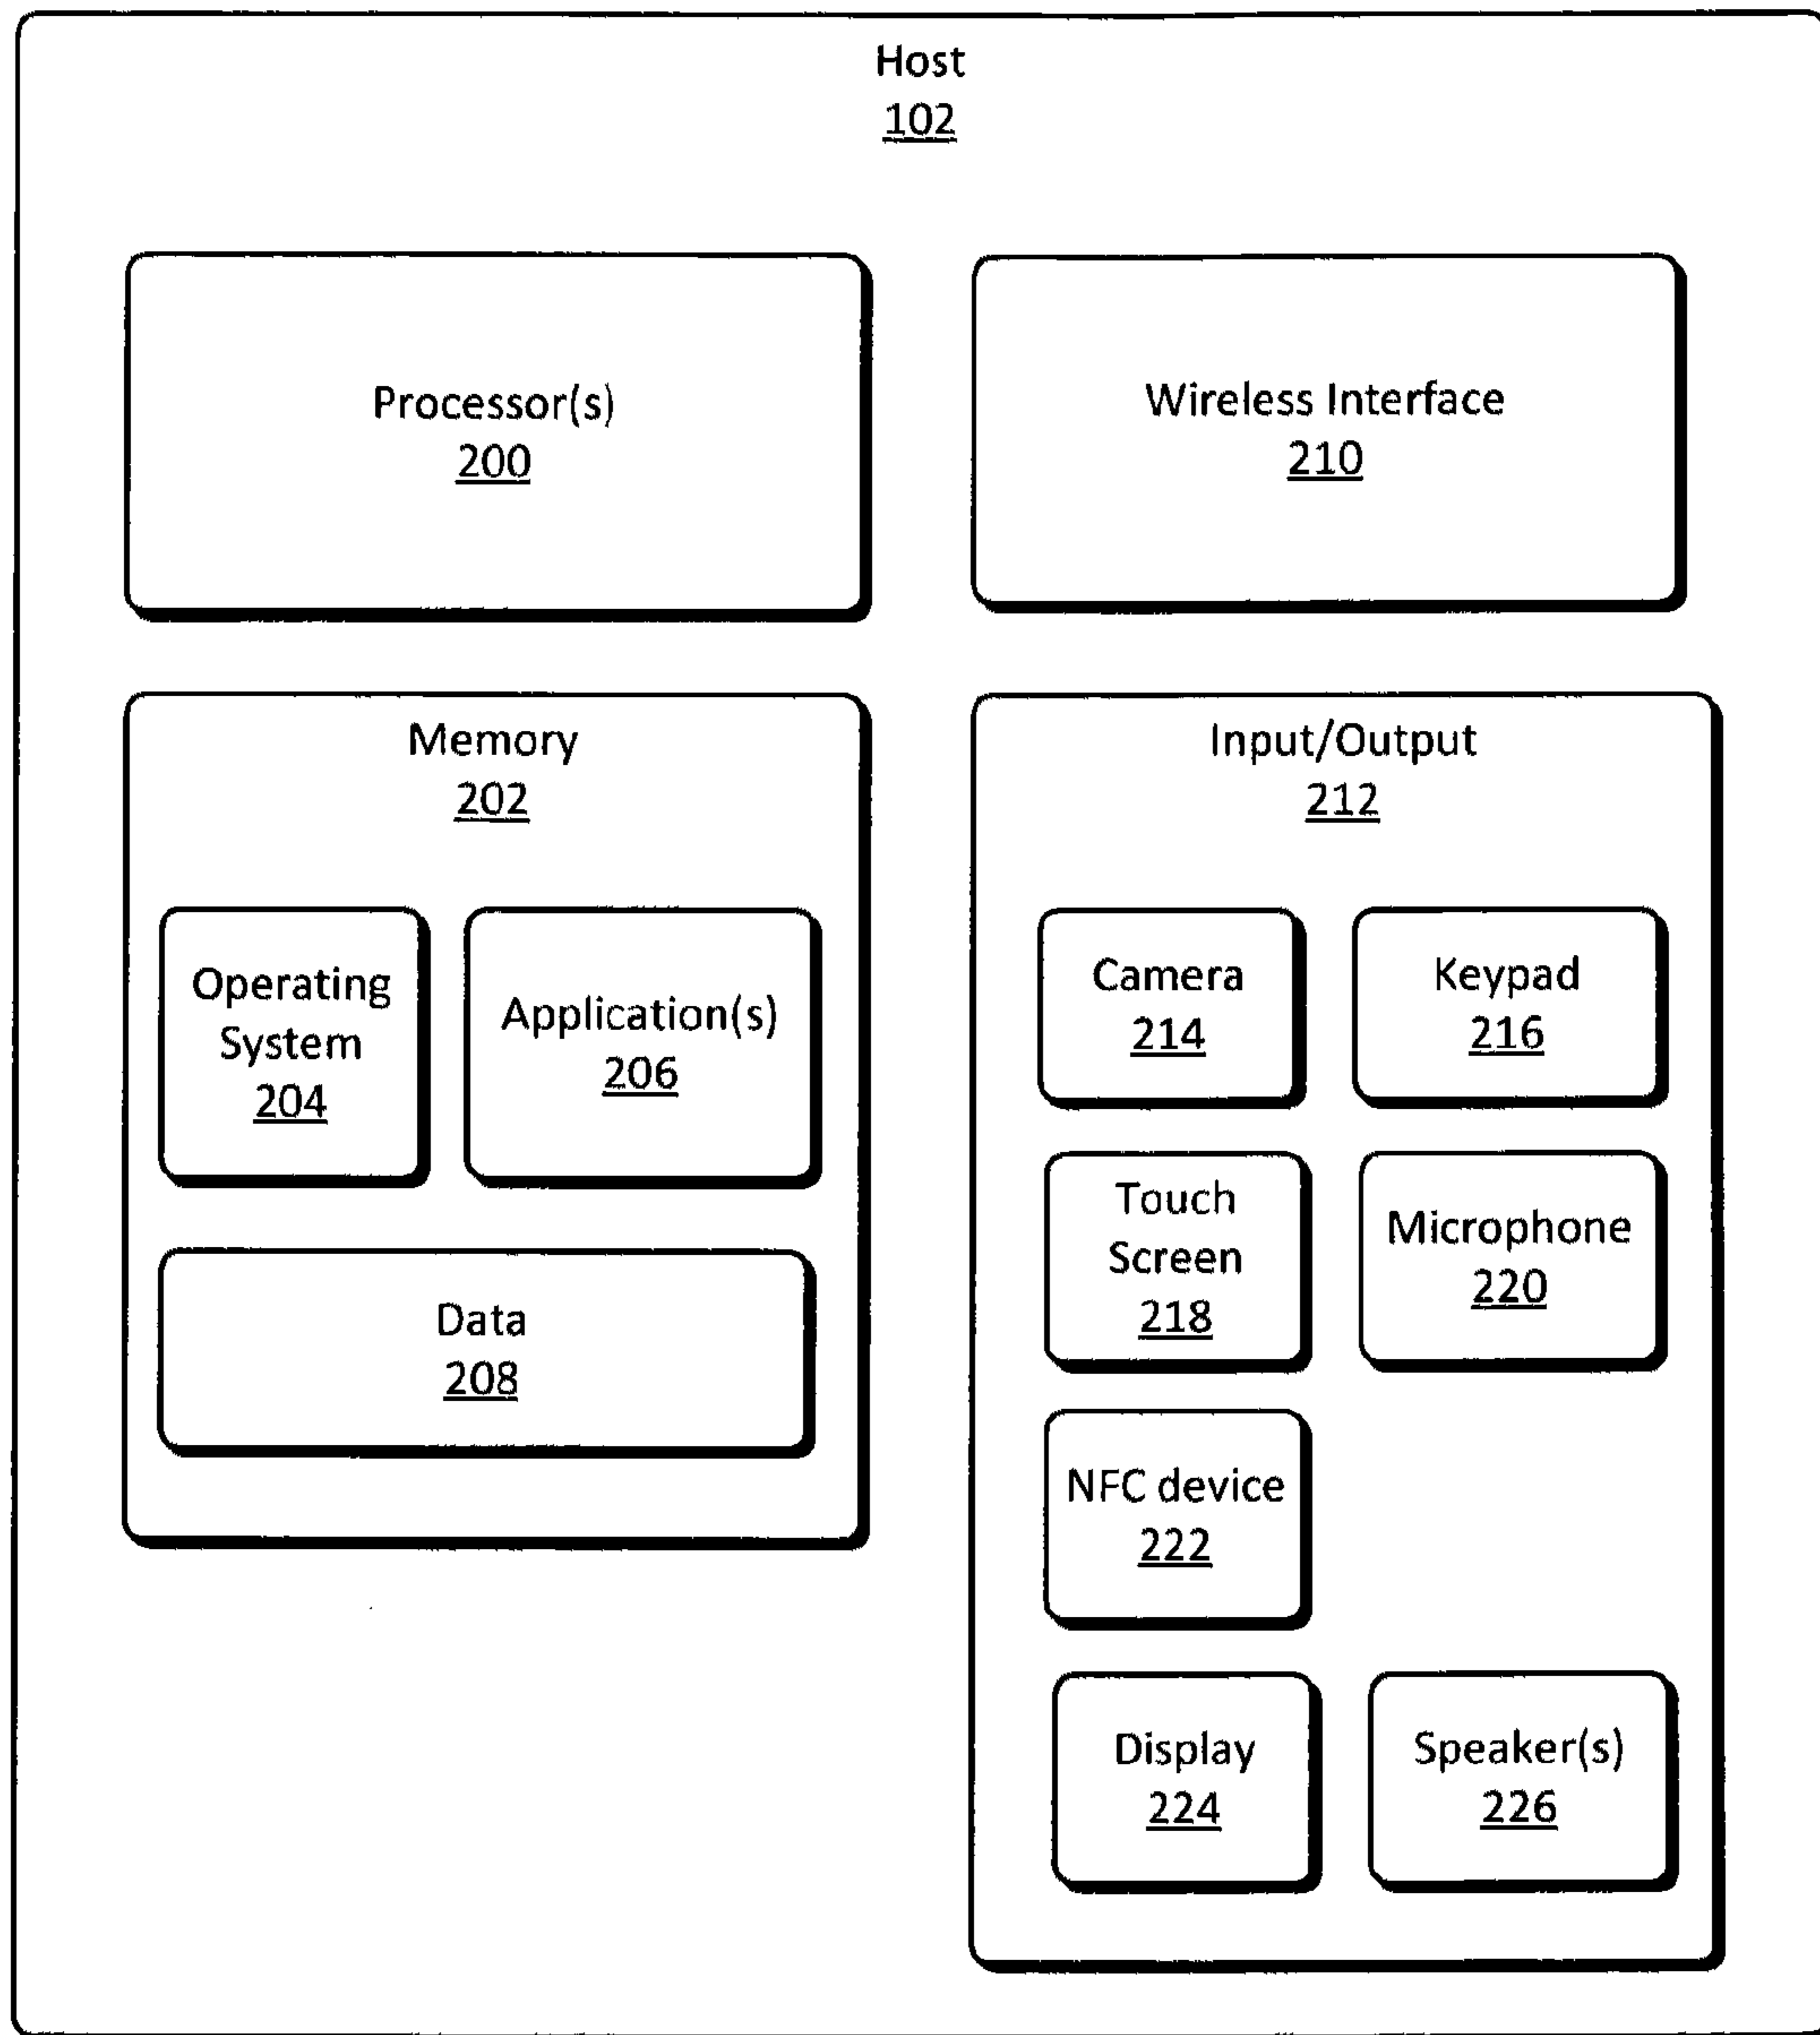 Host
102
Processor(s)
200
Wireless Interface
210
Memory
202
Operating
System
204
Application(s)
206
Data
208
Input/Output
212
Camera
214
Keypad
216
Touch
Screen
218
Microphone
220
NFC device
222
Display
224
Speaker(s)
226